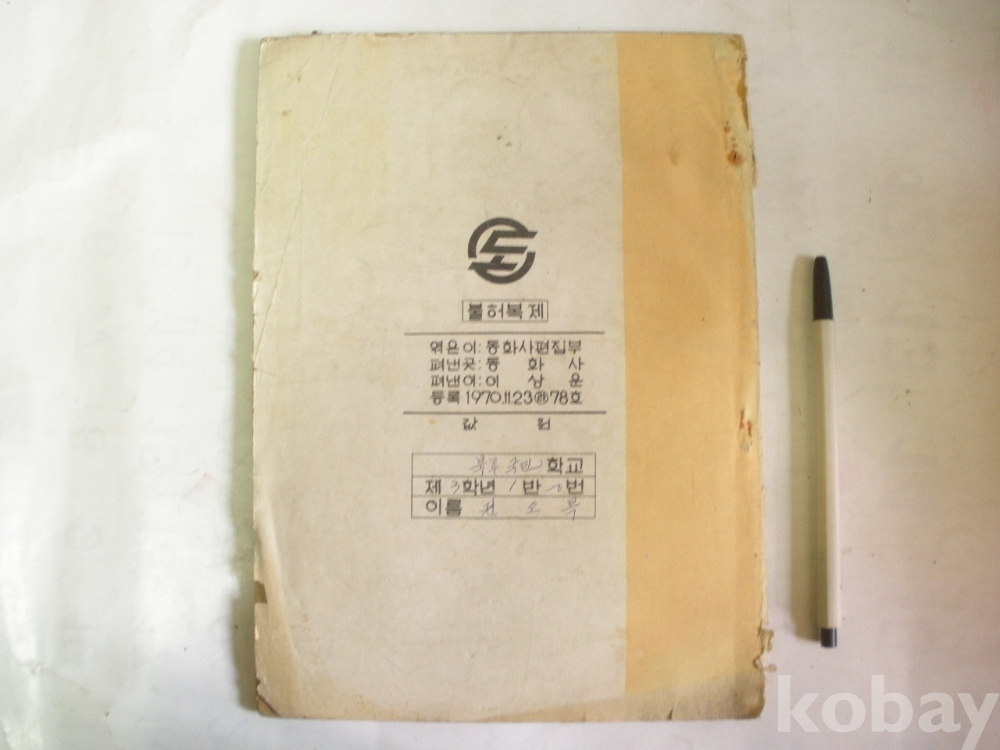 불허복제
엮은이: 동화사편집부
펴낸곳: 동 화 사
펴낸이: 이 상 운
등록 1970.11.23㉱78호
값 원
학교
제 3 학년 1 반 번
이름
kobay